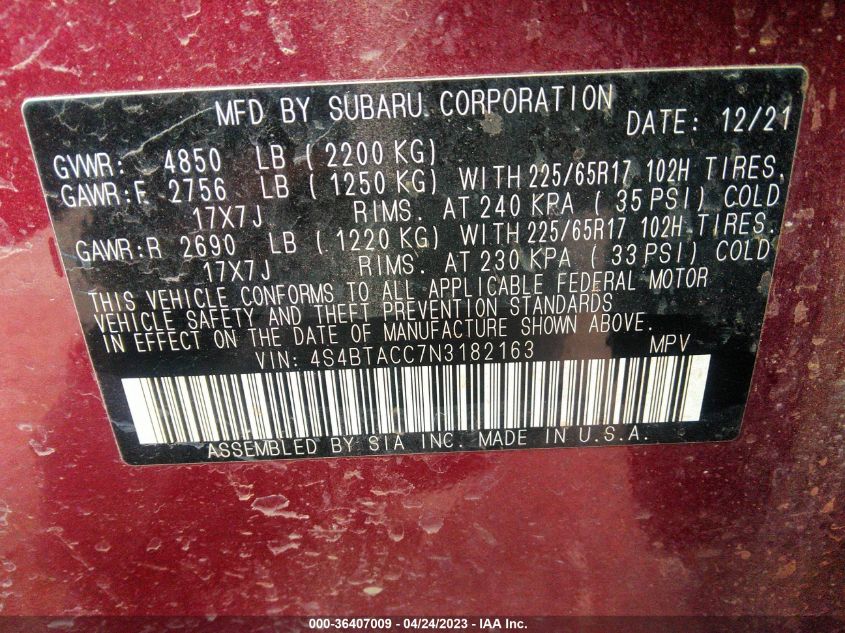 MFD BY SUBARU CORPORATION
DATE: 12/21
GVWR: 4850 LB ( 2200 KG)
GAWR:F 2756 LB ( 1250 KG) WITH 225/65R17 102H TIRES.
17X7J RIMS. AT 240 KPA ( 35 PSI) COLD
GAWR:R 2690 LB ( 1220 KG) WITH 225/65R17 102H TIRES.
17X7J RIMS. AT 230 KPA ( 33 PSI) COLD
THIS VEHICLE CONFORMS TO ALL APPLICABLE FEDERAL MOTOR
VEHICLE SAFETY AND THEFT PREVENTION STANDARDS
IN EFFECT ON THE DATE OF MANUFACTURE SHOWN ABOVE.
VIN: 4S4BTACC7N3182163 MPV
ASSEMBLED BY SIA INC. MADE IN U.S.A.
000-36407009 - 04/24/2023 - IAA Inc.